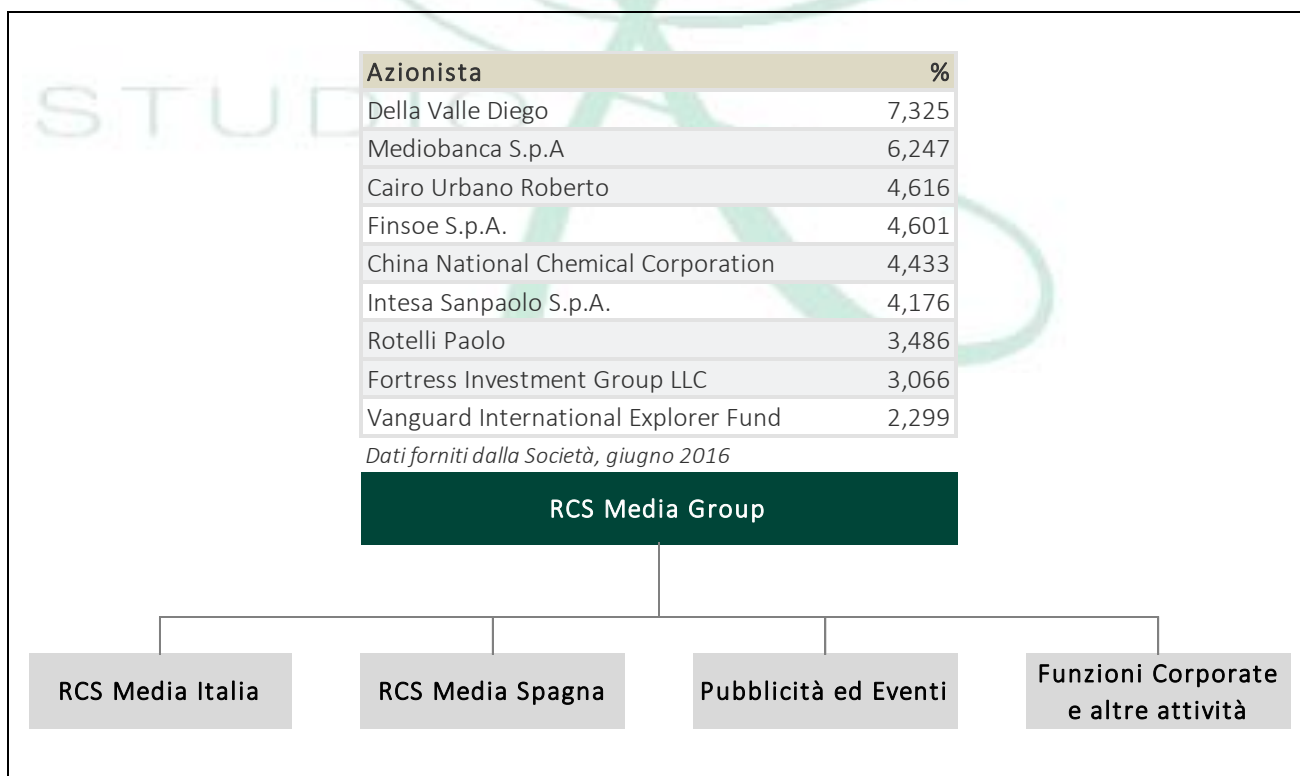 STUDIO
Azionista %
Della Valle Diego 7,325
Mediobanca S.p.A 6,247
Cairo Urbano Roberto 4,616
Finsoe S.p.A. 4,601
China National Chemical Corporation 4,433
Intesa Sanpaolo S.p.A. 4,176
Rotelli Paolo 3,486
Fortress Investment Group LLC 3,066
Vanguard International Explorer Fund 2,299
Dati forniti dalla Società, giugno 2016
RCS Media Group
RCS Media Italia
RCS Media Spagna
Pubblicità ed Eventi
Funzioni Corporate
e altre attività